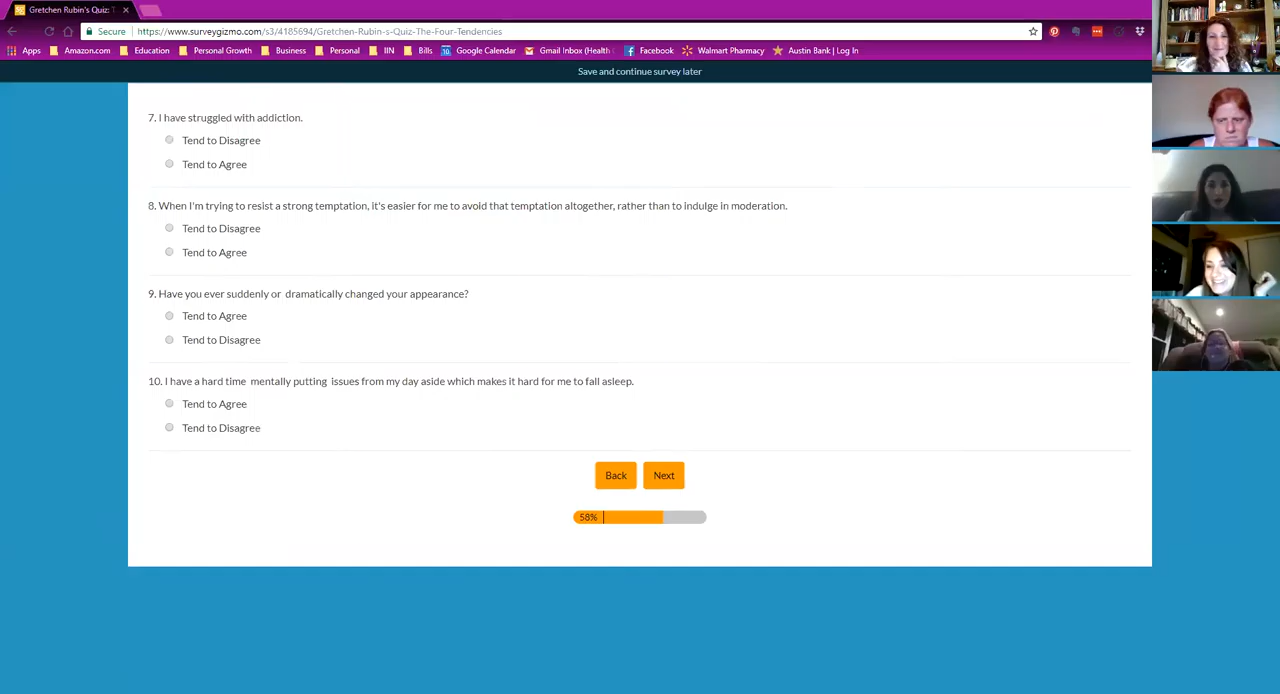 Gretchen Rubin's Quiz: T
Secure https://www.surveygizmo.com/s3/4185694/Gretchen-Rubin-s-Quiz-The-Four-Tendencies
Apps Amazon.com Education Personal Growth Business Personal IIN Bills Google Calendar Gmail Inbox (Health Facebook Walmart Pharmacy Austin Bank | Log In
Save and continue survey later
7. I have struggled with addiction.
Tend to Disagree
Tend to Agree
8. When I'm trying to resist a strong temptation, it's easier for me to avoid that temptation altogether, rather than to indulge in moderation.
Tend to Disagree
Tend to Agree
9. Have you ever suddenly or dramatically changed your appearance?
Tend to Agree
Tend to Disagree
10. I have a hard time mentally putting issues from my day aside which makes it hard for me to fall asleep.
Tend to Agree
Tend to Disagree
Back Next
58%